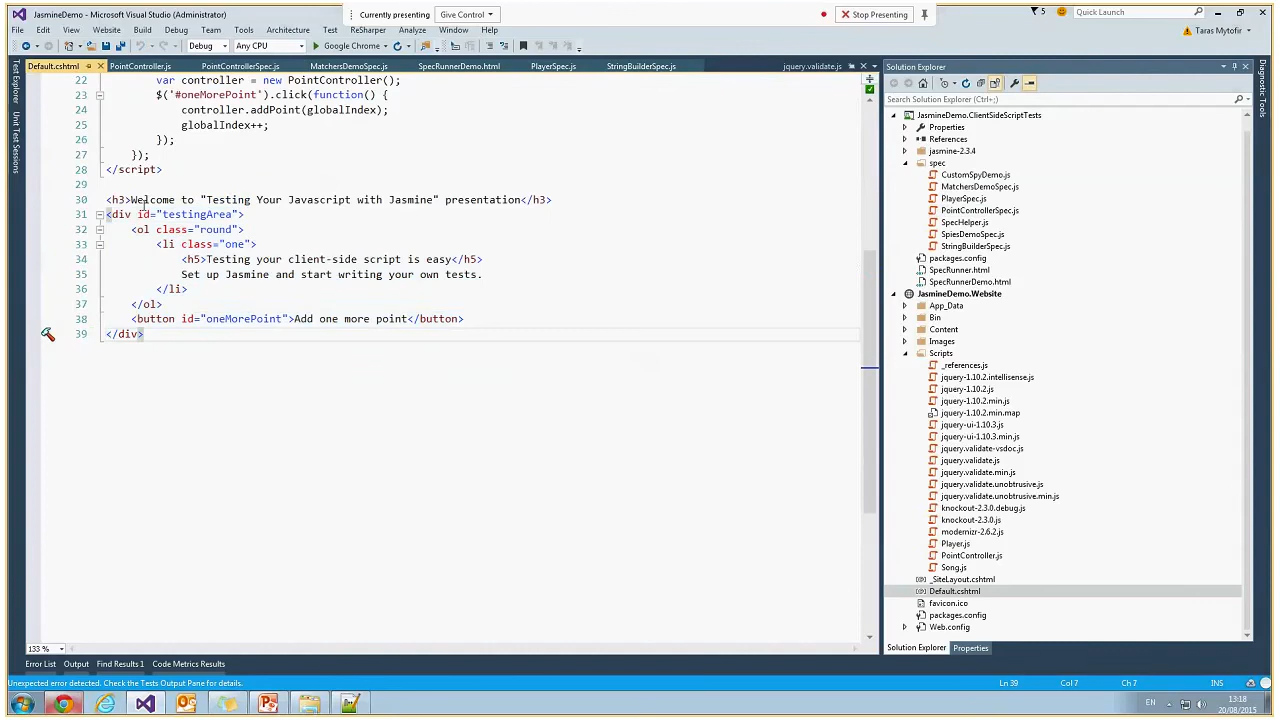 JasmineDemo - Microsoft Visual Studio (Administrator)
Currently presenting
Give Control
Stop Presenting
5
Quick Launch (Ctrl+Q)
File Edit View Website Build Debug Team Tools Architecture Test ReSharper Analyze Window Help
Taras Mytofir
Debug Any CPU Google Chrome
Default.cshtml PointController.js PointControllerSpec.js MatchersDemoSpec.js SpecRunnerDemo.html PlayerSpec.js StringBuilderSpec.js jquery.validate.js
Test Explorer
Unit Test Sessions
22 var controller = new PointController();
23 $('#oneMorePoint').click(function() {
24 controller.addPoint(globalIndex);
25 globalIndex++;
26 });
27 });
28 </script>
29
30 <h3>Welcome to "Testing Your Javascript with Jasmine" presentation</h3>
31 <div id="testingArea">
32 <ol class="round">
33 <li class="one">
34 <h5>Testing your client-side script is easy</h5>
35 Set up Jasmine and start writing your own tests.
36 </li>
37 </ol>
38 <button id="oneMorePoint">Add one more point</button>
39 </div>
133 %
Solution Explorer
Search Solution Explorer (Ctrl+;)
JasmineDemo.ClientSideScriptTests
Properties
References
jasmine-2.3.4
spec
CustomSpyDemo.js
MatchersDemoSpec.js
PlayerSpec.js
PointControllerSpec.js
SpecHelper.js
SpiesDemoSpec.js
StringBuilderSpec.js
packages.config
SpecRunner.html
SpecRunnerDemo.html
JasmineDemo.Website
App_Data
Bin
Content
Images
Scripts
_references.js
jquery-1.10.2.intellisense.js
jquery-1.10.2.js
jquery-1.10.2.min.js
jquery-1.10.2.min.map
jquery-ui-1.10.3.js
jquery-ui-1.10.3.min.js
jquery.validate-vsdoc.js
jquery.validate.js
jquery.validate.min.js
jquery.validate.unobtrusive.js
jquery.validate.unobtrusive.min.js
knockout-2.3.0.debug.js
knockout-2.3.0.js
modernizr-2.6.2.js
Player.js
PointController.js
Song.js
_SiteLayout.cshtml
Default.cshtml
favicon.ico
packages.config
Web.config
Solution Explorer Properties
Diagnostic Tools
Error List Output Find Results 1 Code Metrics Results
Unexpected error detected. Check the Tests Output Pane for details.
Ln 39 Col 7 Ch 7 INS
EN
13:18
20/08/2015